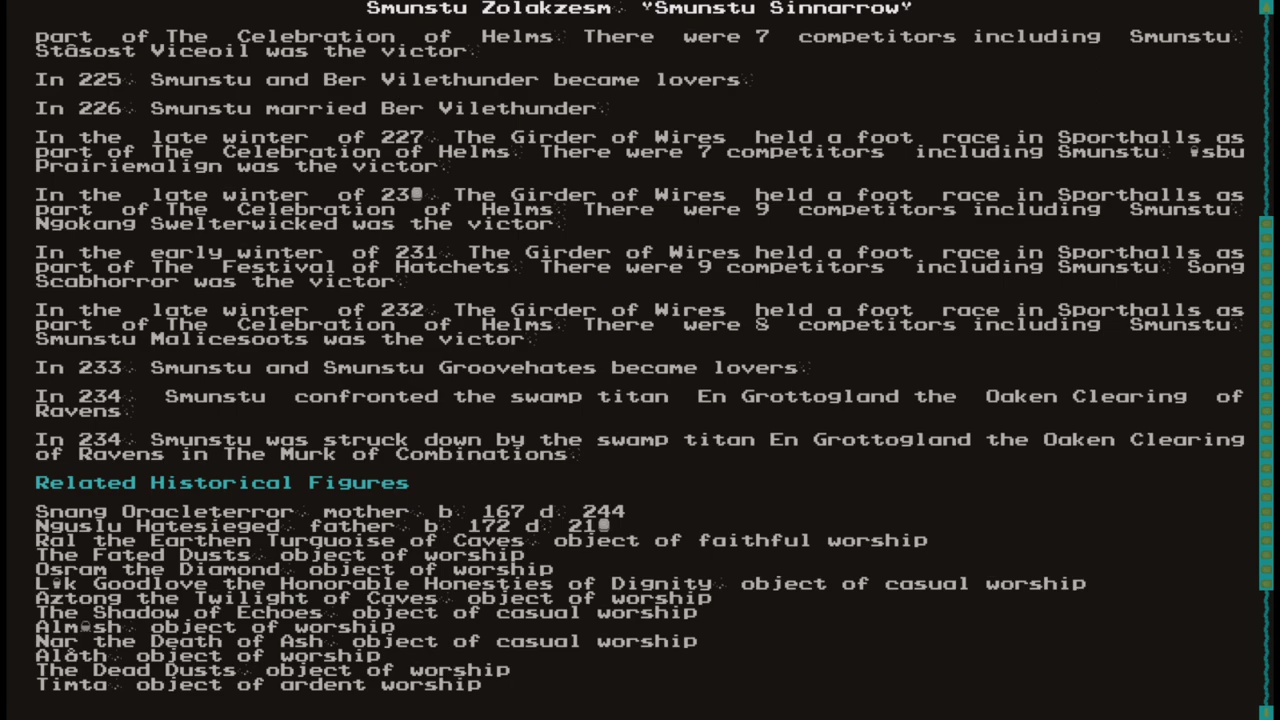 Smunstu Zolakzesm "Smunstu Sinnarrow"
part of The Celebration of Helms There were 7 competitors including Smunstu
Stâsost Viceoil was the victor
In 225 Smunstu and Ber Vilethunder became lovers
In 226 Smunstu married Ber Vilethunder
In the late winter of 227 The Girder of Wires held a foot race in Sporthalls as
part of The Celebration of Helms There were 7 competitors including Smunstu
Prairiemalign was the victor
In the late winter of The Girder of Wires held a foot race in Sporthalls as
part of The Celebration of Helms There were 9 competitors including Smunstu
Ngokang Swelterwicked was the victor
In the early winter of 231 The Girder of Wires held a foot race in Sporthalls as
part of The Festival of Hatchets There were 9 competitors including Smunstu Song
Scabhorror was the victor
In the late winter of 232 The Girder of Wires held a foot race in Sporthalls as
part of The Celebration of Helms There were 8 competitors including Smunstu
Smunstu Malicesoots was the victor
In 233 Smunstu and Smunstu Groovehates became lovers
In 234 Smunstu confronted the swamp titan En Grottogland the Oaken Clearing of
Ravens
In 234 Smunstu was struck down by the swamp titan En Grottogland the Oaken Clearing
of Ravens in The Murk of Combinations
Related Historical Figures
Snang Oracleterror mother b 167 d 244
Nguslu Hatesieged father b 172 d
Ral the Earthen Turquoise of Caves object of faithful worship
The Fated Dusts object of worship
Osram the Diamond object of worship
Goodlove the Honorable Honesties of Dignity object of casual worship
Aztong the Twilight of Caves object of worship
The Shadow of Echoes object of casual worship
object of worship
Nar the Death of Ash object of casual worship
Alåth object of worship
The Dead Dusts object of worship
Timta object of ardent worship